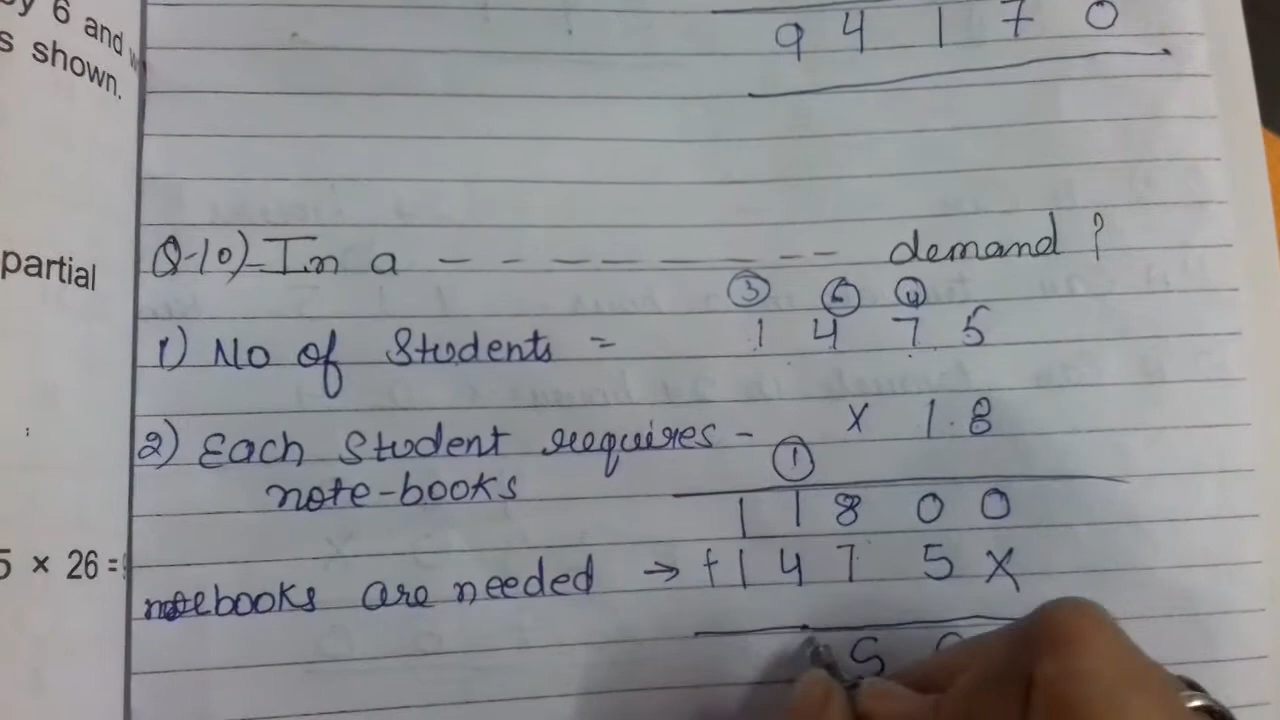 by 6 and
s shown.
9 4 1 7 0
partial
Q-10) In a - - - - - - - - - demand ?
3 6 4
1) No of Students = 1 4 7 5
x 1.8
2) Each Student requires -
1
note-books
1 1 8 0 0
5 × 26 =
notebooks are needed → +1 4 7 5 X
5